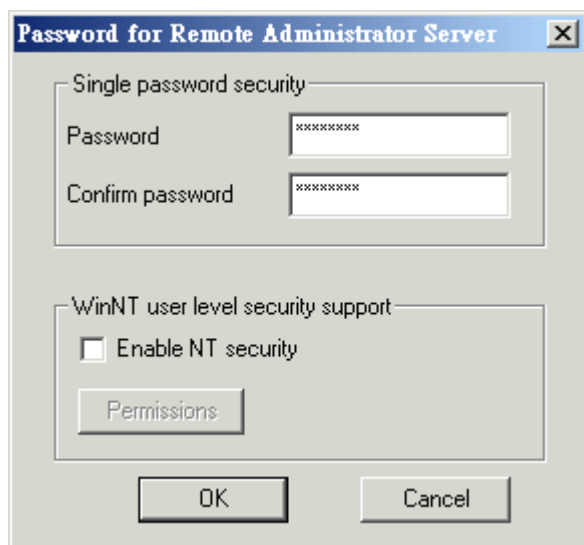 Password for Remote Administrator Server
Single password security
Password ********
Confirm password ********
WinNT user level security support
Enable NT security
Permissions
OK Cancel